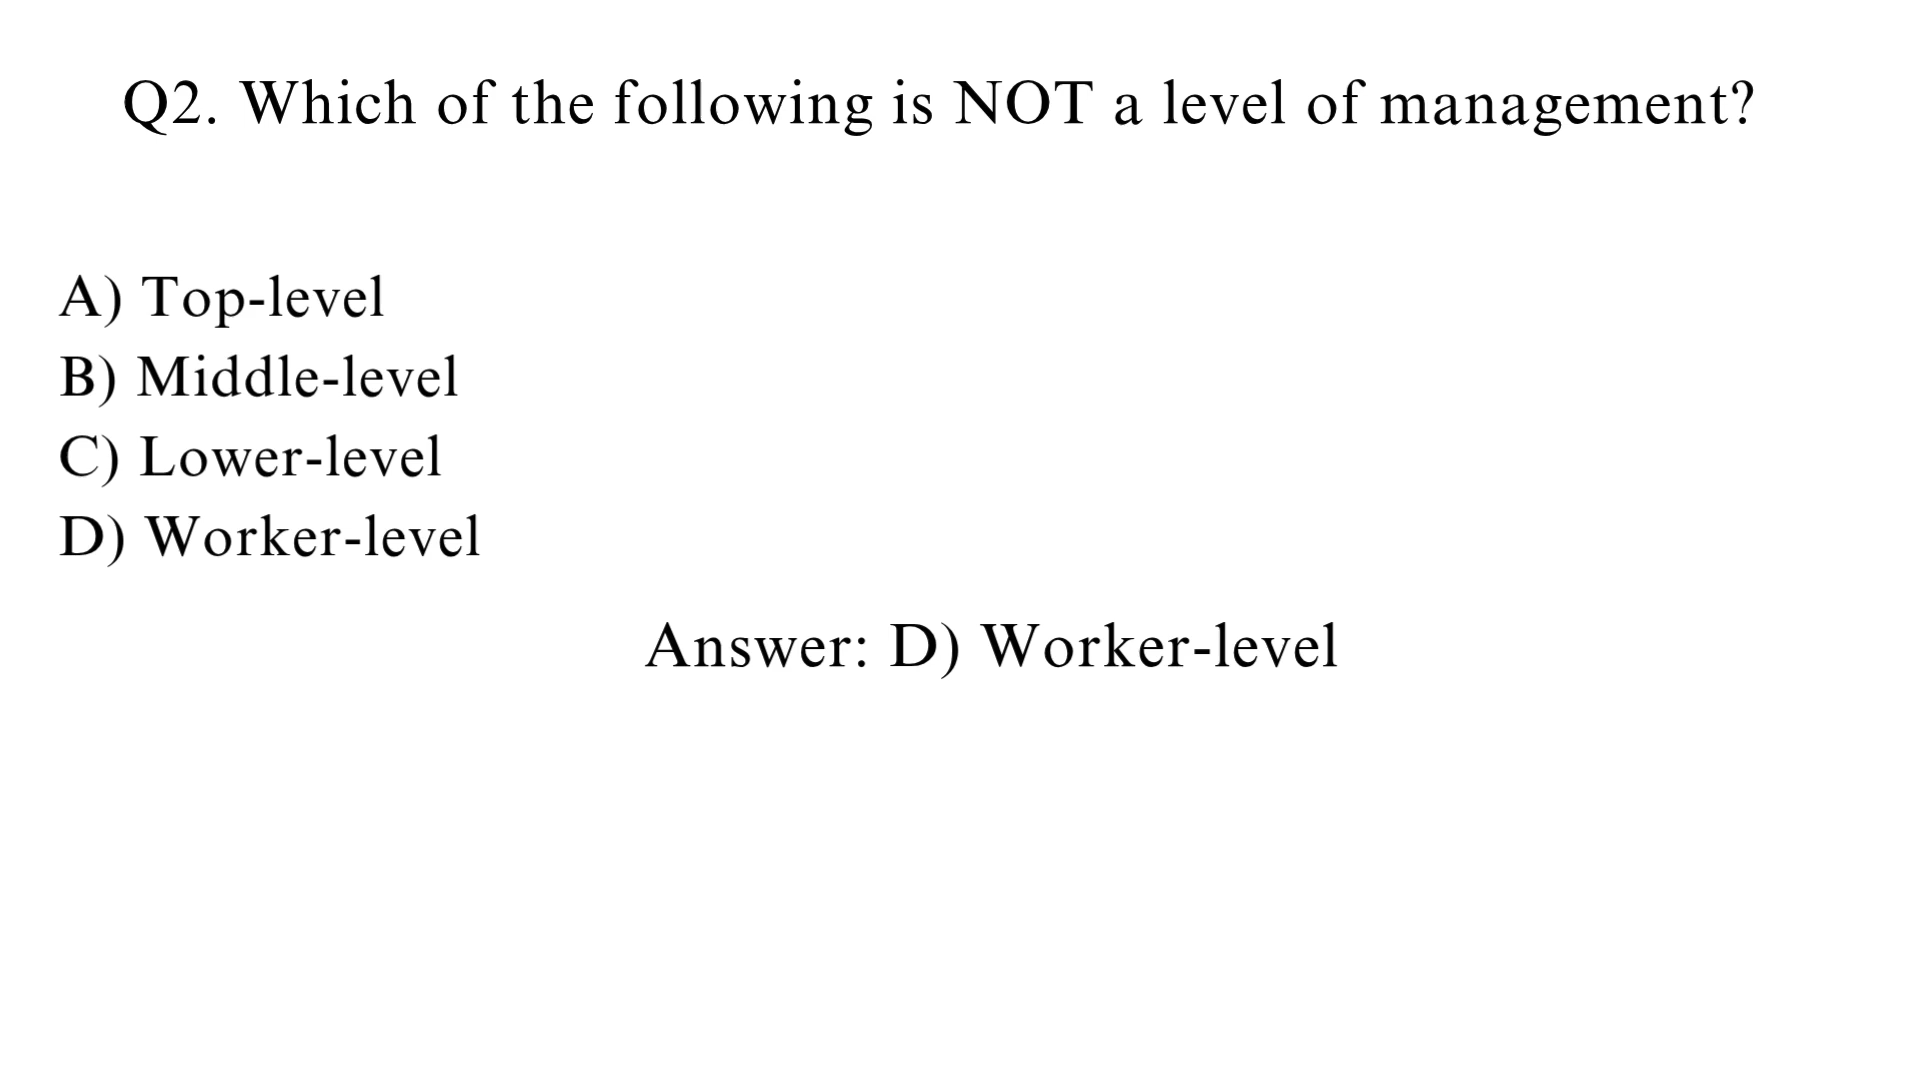 Q2. Which of the following is NOT a level of management?
A) Top-level
B) Middle-level
C) Lower-level
D) Worker-level
Answer: D) Worker-level